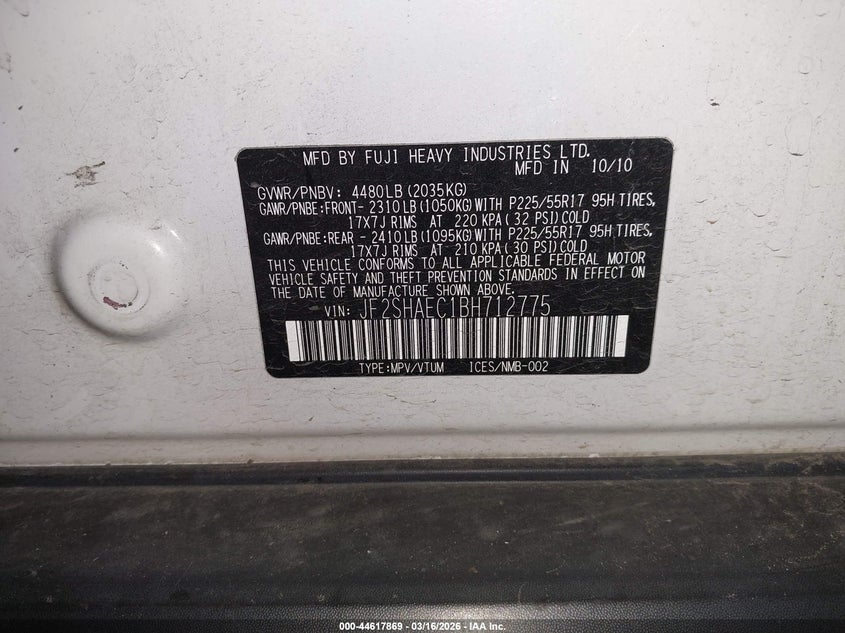 MFD BY FUJI HEAVY INDUSTRIES LTD.
MFD IN 10/10
GVWR/PNBV: 4480LB(2035KG)
GAWR/PNBE:FRONT- 2310LB(1050KG)WITH P225/55R17 95H TIRES,
17X7J RIMS AT 220 KPA(32 PSI)COLD
GAWR/PNBE:REAR - 2410LB(1095KG)WITH P225/55R17 95H TIRES,
17X7J RIMS AT 210 KPA(30 PSI)COLD
THIS VEHICLE CONFORMS TO ALL APPLICABLE FEDERAL MOTOR
VEHICLE SAFETY AND THEFT PREVENTION STANDARDS IN EFFECT ON
THE DATE OF MANUFACTURE SHOWN ABOVE.
VIN: JF2SHAEC1BH712775
TYPE:MPV/VTUM ICES/NMB-002
000-44617869 - 03/16/2026 - IAA Inc.